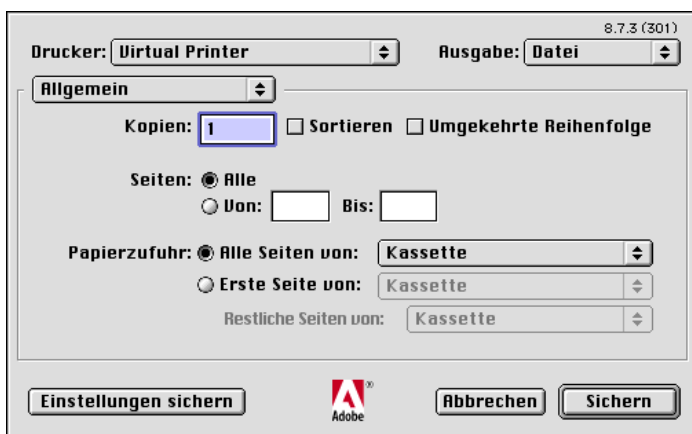 8.7.3 (301)
Drucker: Virtual Printer Ausgabe: Datei
Allgemein
Kopien: 1 Sortieren Umgekehrte Reihenfolge
Seiten: Alle
Von: Bis:
Papierzufuhr: Alle Seiten von: Kassette
Erste Seite von: Kassette
Restliche Seiten von: Kassette
Einstellungen sichern Adobe® Abbrechen Sichern